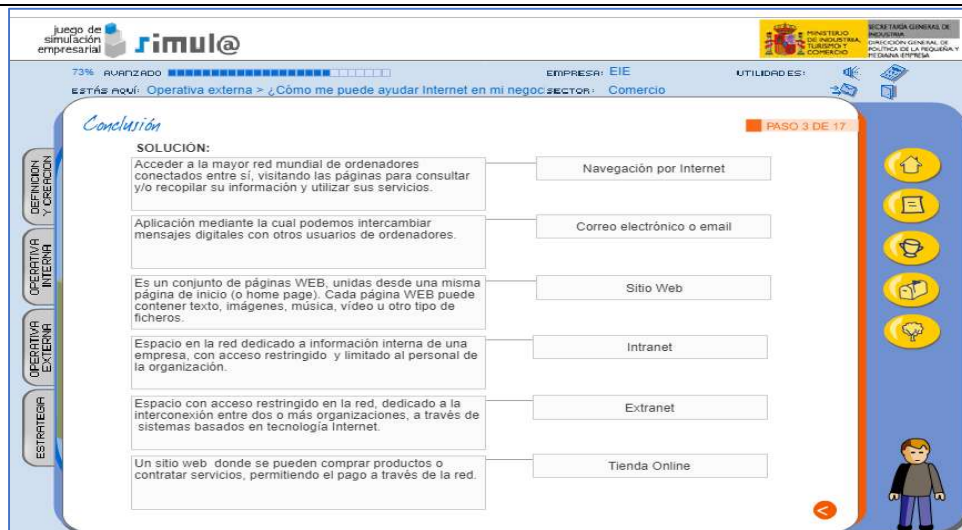 juego de
simulación
empresarial
simul@
MINISTERIO
DE INDUSTRIA,
TURISMO Y
COMERCIO
SECRETARÍA GENERAL DE
INDUSTRIA
DIRECCIÓN GENERAL DE
POLÍTICA DE LA PEQUEÑA Y
MEDIANA EMPRESA
73% AVANZADO
EMPRESA: EIE
UTILIDADES:
ESTÁS AQUÍ: Operativa externa > ¿Cómo me puede ayudar Internet en mi negoc
SECTOR: Comercio
Conclusión
PASO 3 DE 17
SOLUCIÓN:
Acceder a la mayor red mundial de ordenadores
conectados entre sí, visitando las páginas para consultar
y/o recopilar su información y utilizar sus servicios.
Navegación por Internet
Aplicación mediante la cual podemos intercambiar
mensajes digitales con otros usuarios de ordenadores.
Correo electrónico o email
Es un conjunto de páginas WEB, unidas desde una misma
página de inicio (o home page). Cada página WEB puede
contener texto, imágenes, música, vídeo u otro tipo de
ficheros.
Sitio Web
Espacio en la red dedicado a información interna de una
empresa, con acceso restringido y limitado al personal de
la organización.
Intranet
Espacio con acceso restringido en la red, dedicado a la
interconexión entre dos o más organizaciones, a través de
sistemas basados en tecnología Internet.
Extranet
Un sitio web donde se pueden comprar productos o
contratar servicios, permitiendo el pago a través de la red.
Tienda Online
DEFINICION
Y CREACION
OPERATIVA
INTERNA
OPERATIVA
EXTERNA
ESTRATEGIA